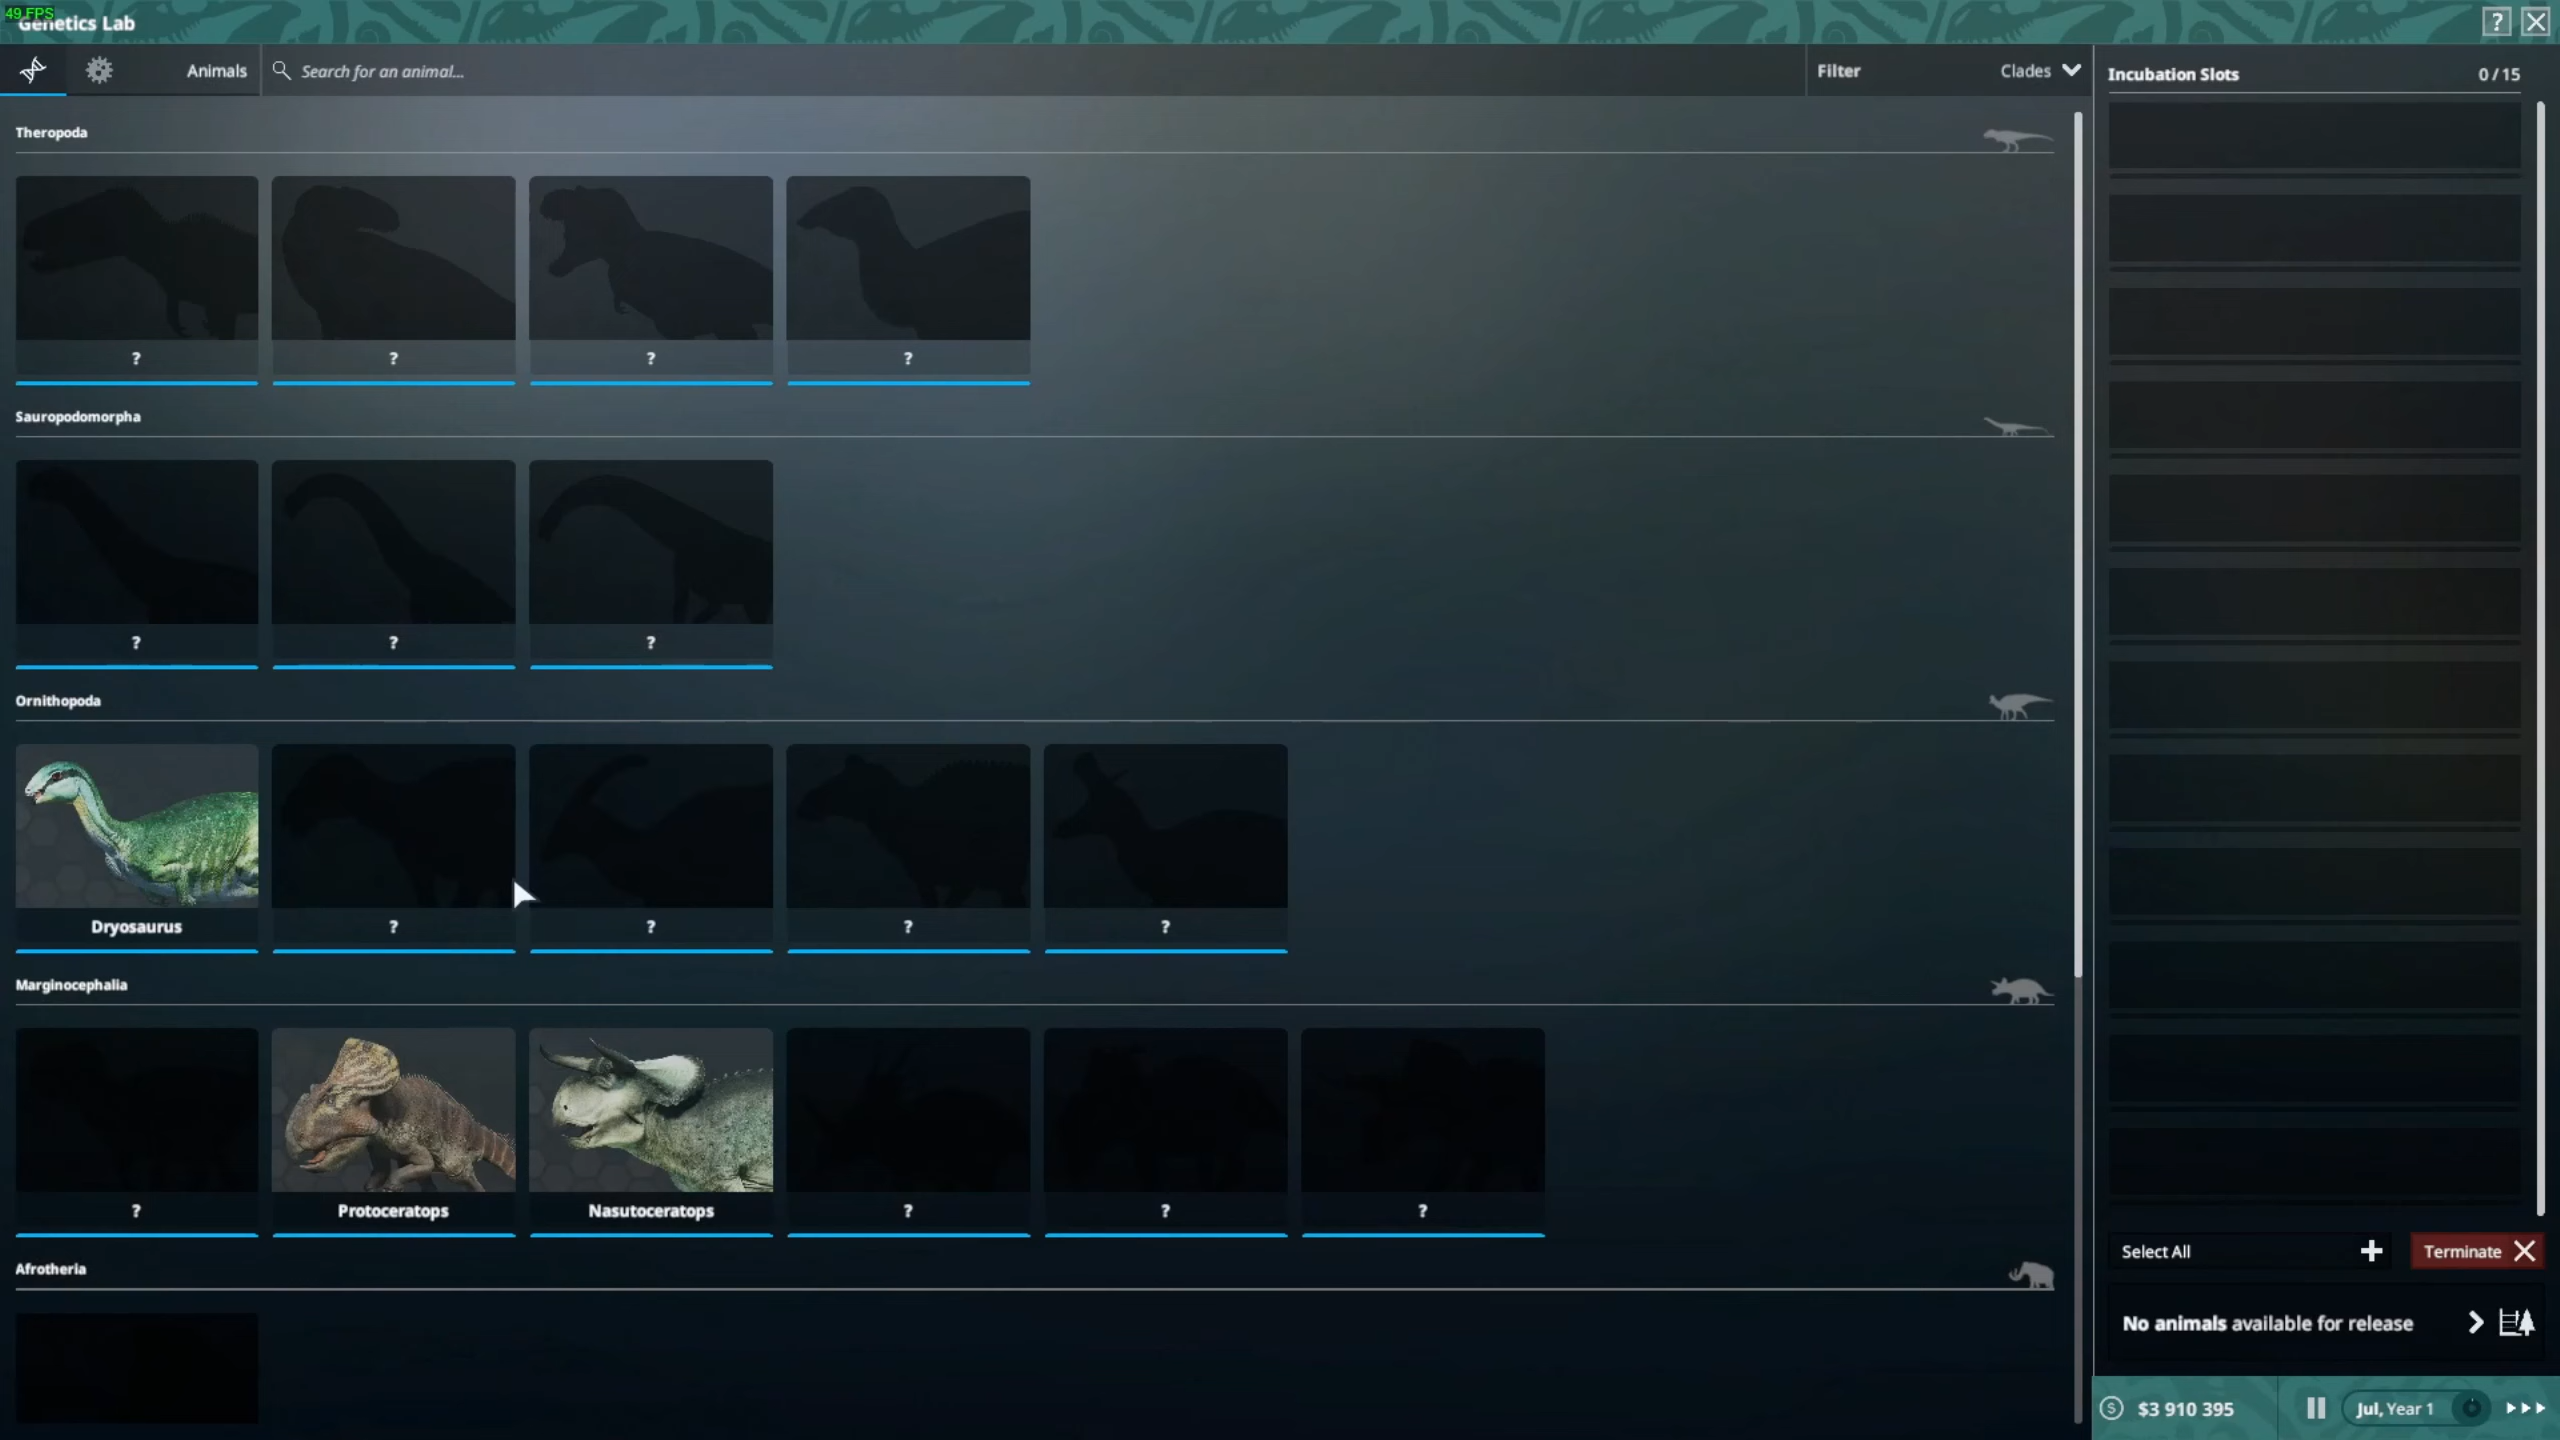 49 FPS
Genetics Lab
?
Animals
Search for an animal...
Filter
Clades
Incubation Slots
0 / 15
Theropoda
? ? ? ?
Sauropodomorpha
? ? ?
Ornithopoda
Dryosaurus ? ? ? ?
Marginocephalia
? Protoceratops Nasutoceratops ? ? ?
Afrotheria
Select All
Terminate
No animals available for release
$3 910 395
Jul, Year 1